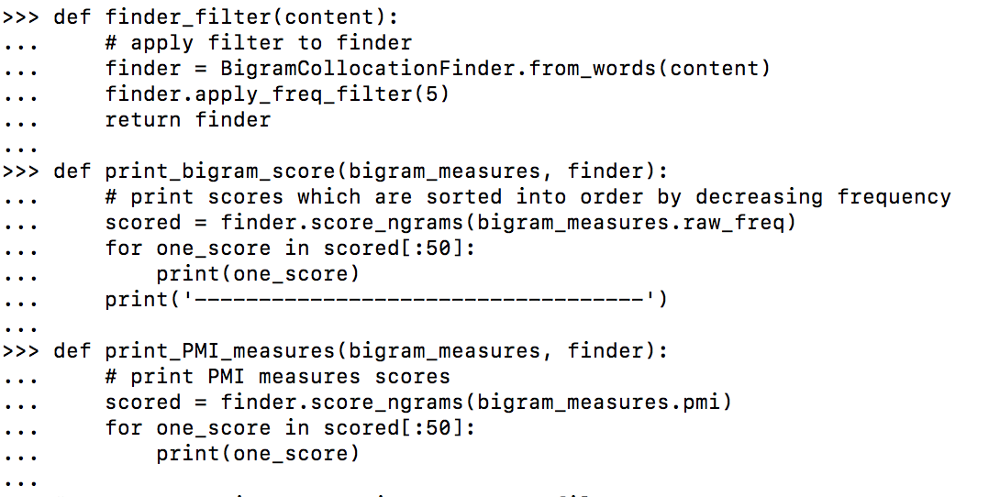 >>> def finder_filter(content):
...     # apply filter to finder
...     finder = BigramCollocationFinder.from_words(content)
...     finder.apply_freq_filter(5)
...     return finder
...
>>> def print_bigram_score(bigram_measures, finder):
...     # print scores which are sorted into order by decreasing frequency
...     scored = finder.score_ngrams(bigram_measures.raw_freq)
...     for one_score in scored[:50]:
...         print(one_score)
...     print('-----------------------------------')
...
>>> def print_PMI_measures(bigram_measures, finder):
...     # print PMI measures scores
...     scored = finder.score_ngrams(bigram_measures.pmi)
...     for one_score in scored[:50]:
...         print(one_score)
...